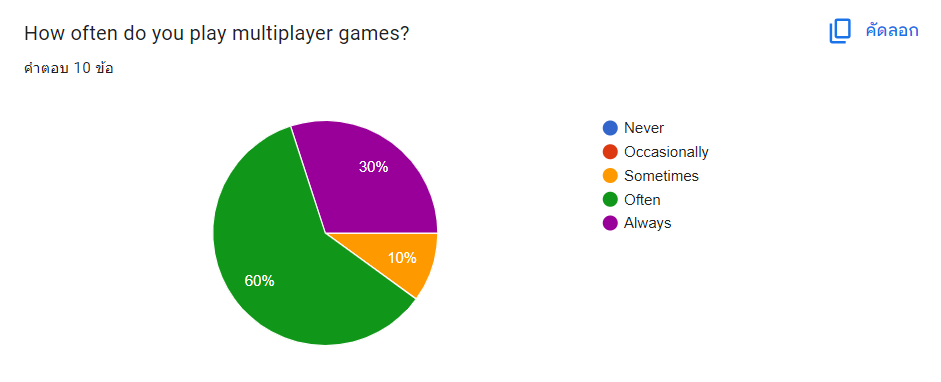 How often do you play multiplayer games?
คัดลอก
คำตอบ 10 ข้อ
30%
10%
60%
Never
Occasionally
Sometimes
Often
Always